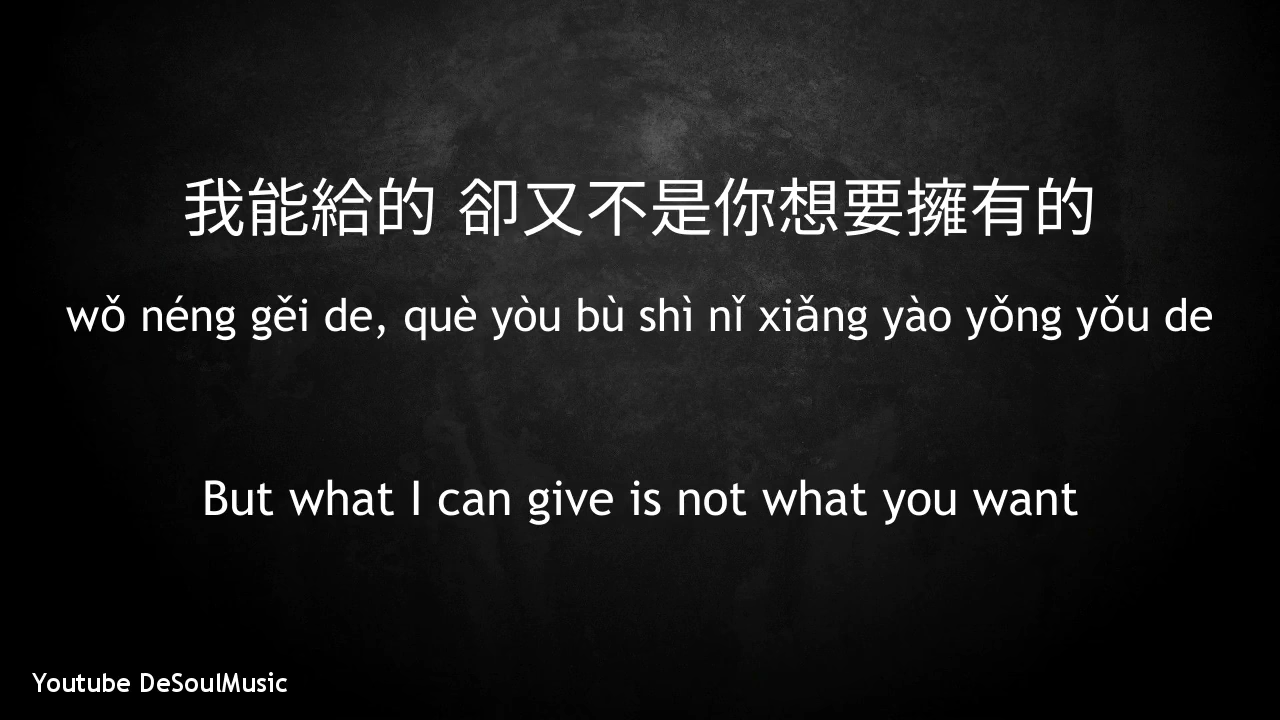 我能給的 卻又不是你想要擁有的
wǒ néng gěi de, què yòu bù shì nǐ xiǎng yào yǒng yǒu de
But what I can give is not what you want
Youtube DeSoulMusic